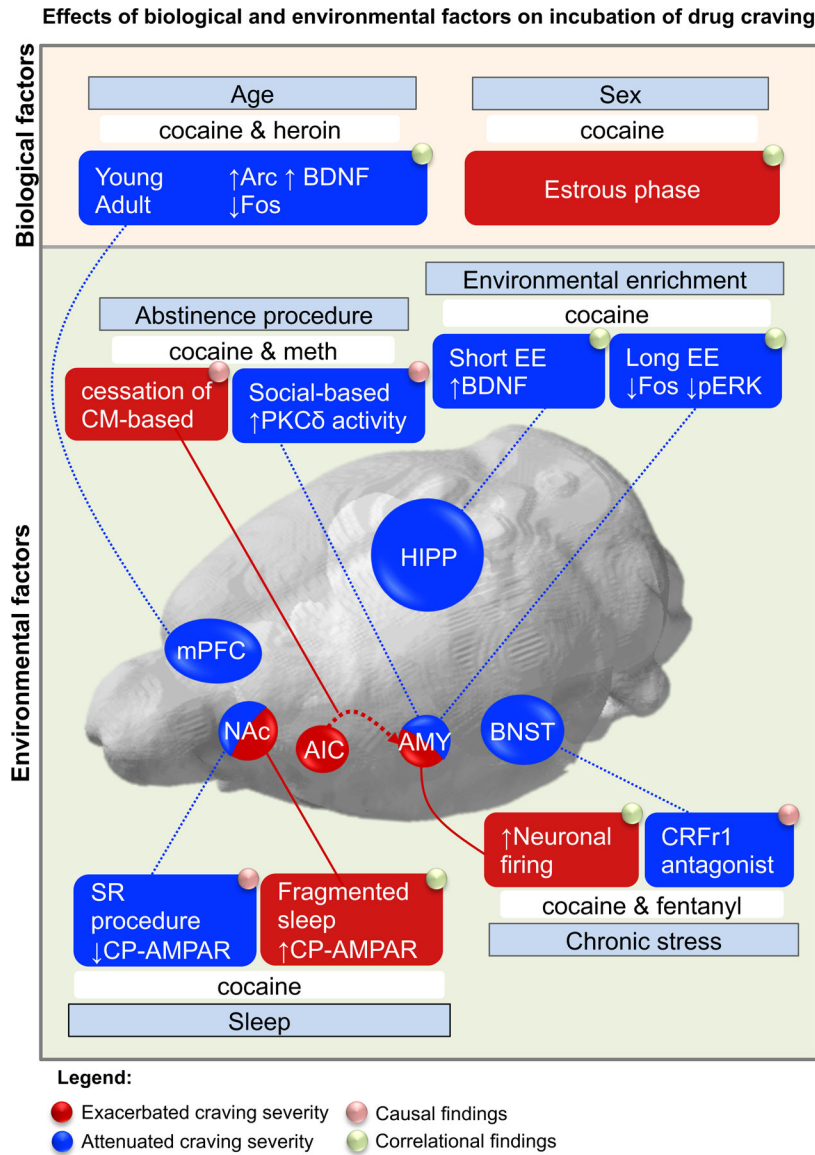 Effects of biological and environmental factors on incubation of drug craving
Biological factors
Age
cocaine & heroin
Young ↑Arc ↑ BDNF
Adult ↓Fos
Sex
cocaine
Estrous phase
Environmental factors
Abstinence procedure
cocaine & meth
cessation of
CM-based
Social-based
↑PKCδ activity
Environmental enrichment
cocaine
Short EE
↑BDNF
Long EE
↓Fos ↓pERK
HIPP
mPFC
NAc
AIC
AMY
BNST
SR
procedure
↓CP-AMPAR
Fragmented
sleep
↑CP-AMPAR
cocaine
Sleep
↑Neuronal
firing
CRFr1
antagonist
cocaine & fentanyl
Chronic stress
Legend:
Exacerbated craving severity
Causal findings
Attenuated craving severity
Correlational findings